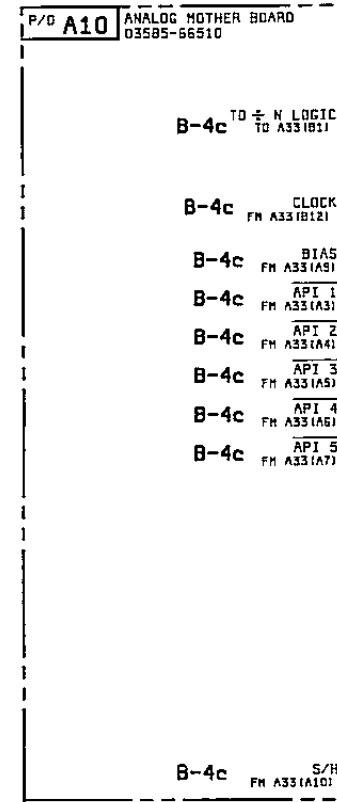 P/O A10 ANALOG MOTHER BOARD
03585-66510
B-4c TO ÷ N LOGIC
TO A33(B1)
B-4c CLOCK
FM A33(B12)
B-4c BIAS
FM A33(A9)
B-4c API 1
FM A33(A3)
B-4c API 2
FM A33(A4)
B-4c API 3
FM A33(A5)
B-4c API 4
FM A33(A6)
B-4c API 5
FM A33(A7)
B-4c S/H
FM A33(A10)